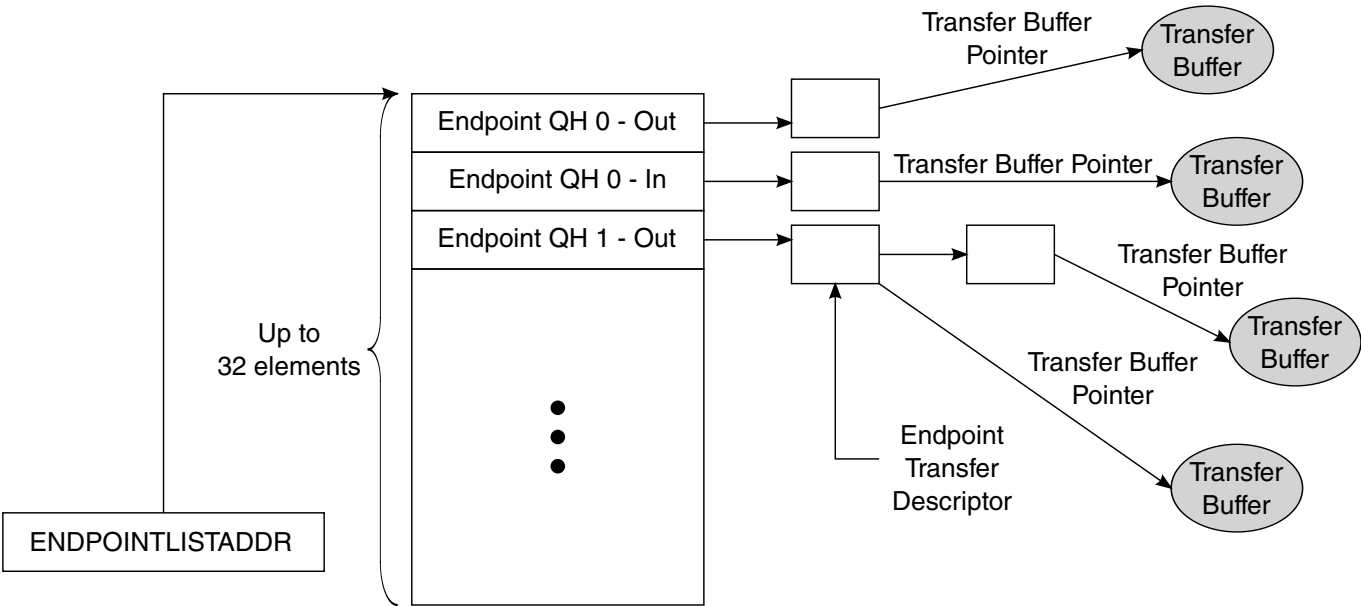 Transfer Buffer
Pointer
Transfer
Buffer
Endpoint QH 0 - Out
Endpoint QH 0 - In
Transfer Buffer Pointer
Transfer
Buffer
Endpoint QH 1 - Out
Transfer Buffer
Pointer
Transfer
Buffer
Up to
32 elements
Transfer Buffer
Pointer
Endpoint
Transfer
Descriptor
Transfer
Buffer
ENDPOINTLISTADDR